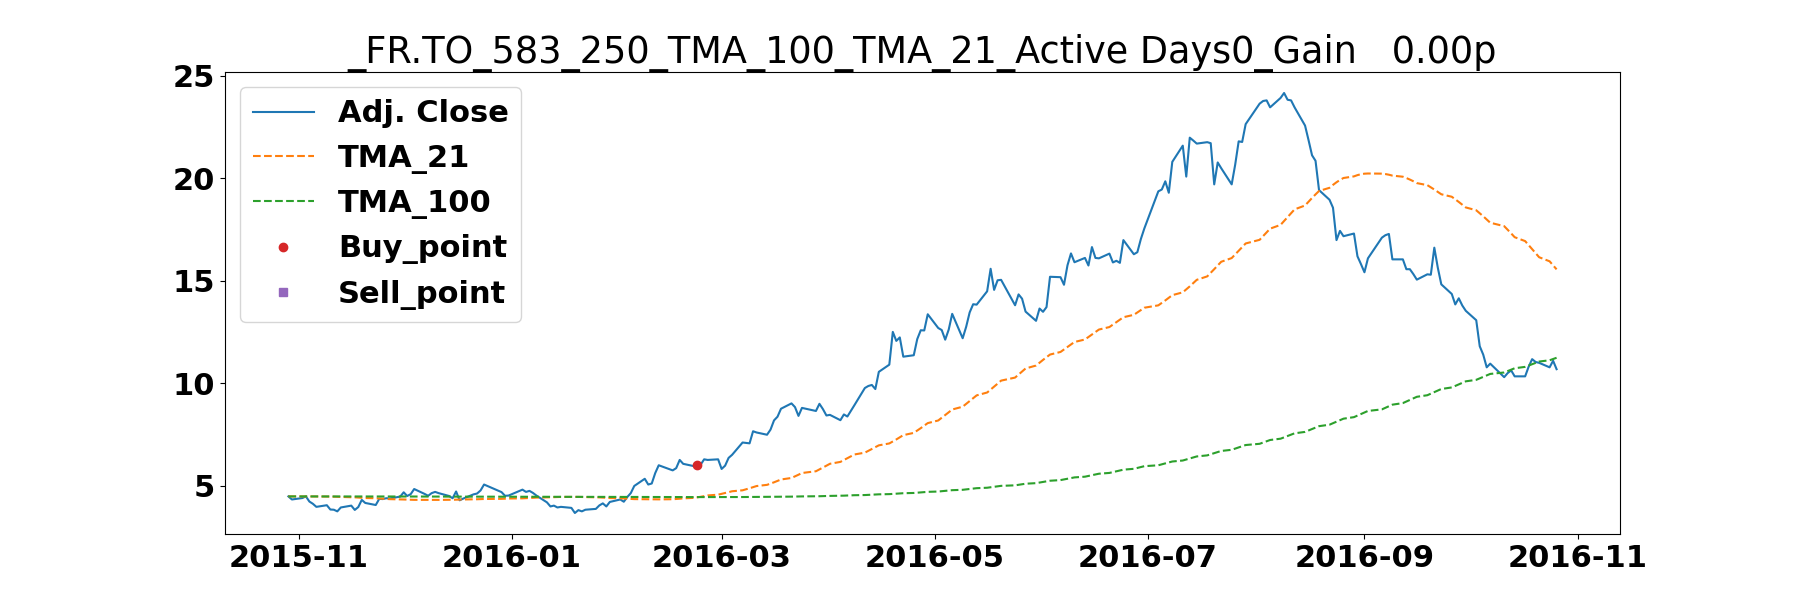 _FR.TO_583_250_TMA_100_TMA_21_Active Days0_Gain   0.00p
25
20
15
10
5
Adj. Close
TMA_21
TMA_100
Buy_point
Sell_point
2015-11 2016-01 2016-03 2016-05 2016-07 2016-09 2016-11